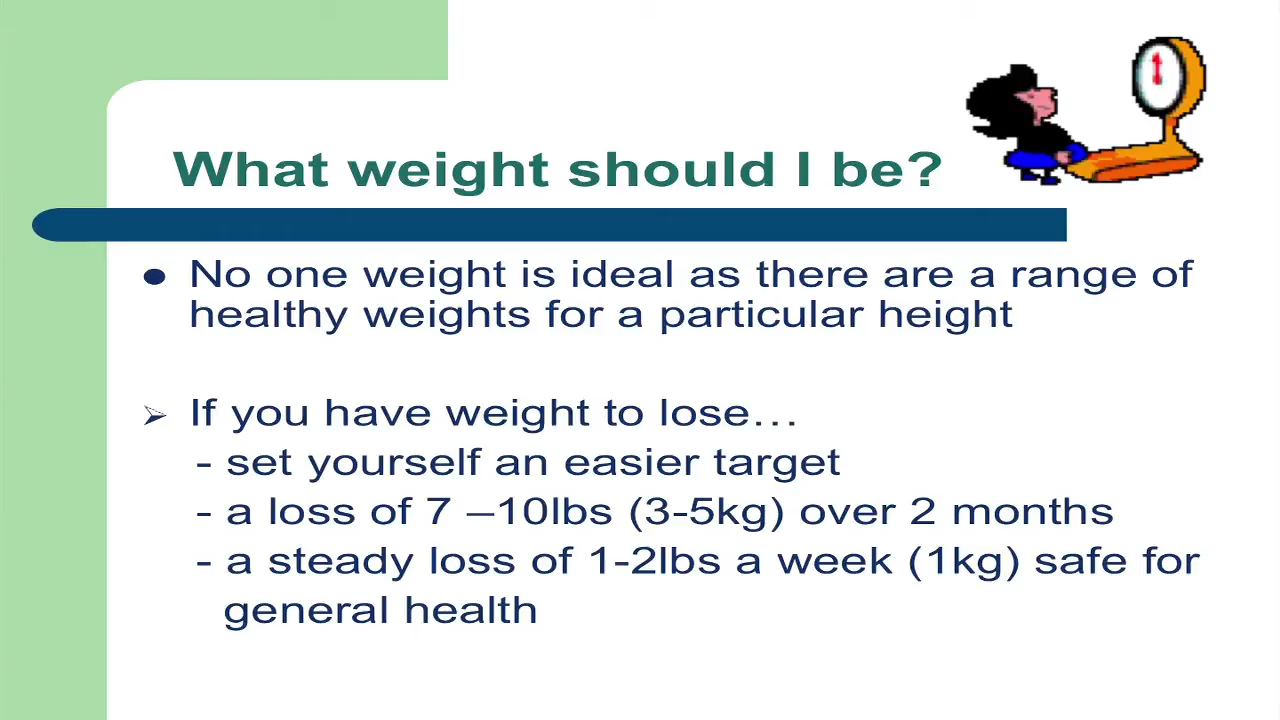 What weight should I be?
No one weight is ideal as there are a range of
healthy weights for a particular height
If you have weight to lose…
- set yourself an easier target
- a loss of 7 –10lbs (3-5kg) over 2 months
- a steady loss of 1-2lbs a week (1kg) safe for
general health